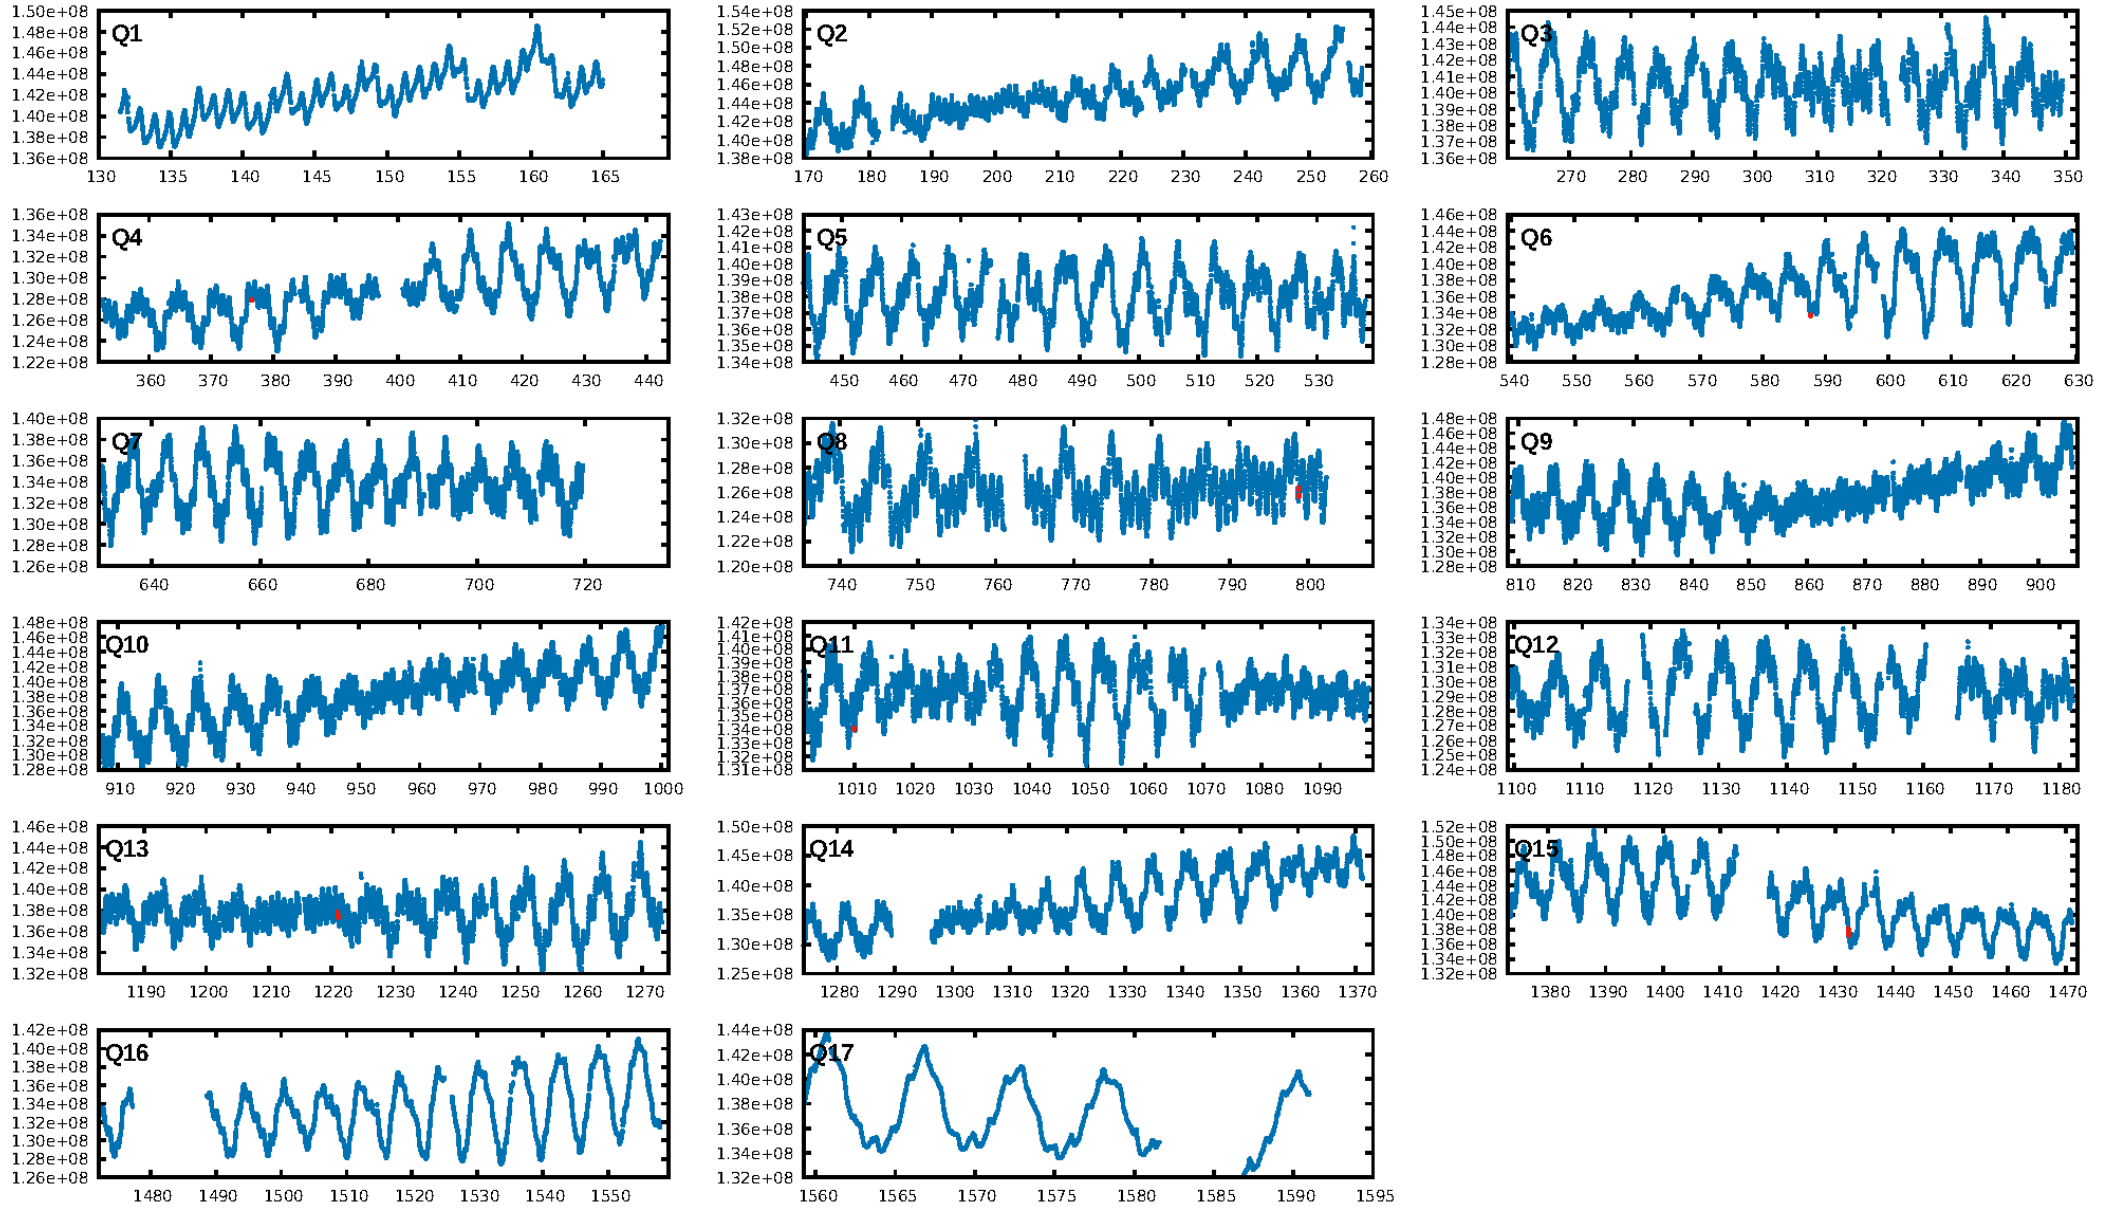 1.50e+08
1.48e+08
1.46e+08
1.44e+08
1.42e+08
1.40e+08
1.38e+08
1.36e+08
Q1
130 135 140 145 150 155 160 165
1.54e+08
1.52e+08
1.50e+08
1.48e+08
1.46e+08
1.44e+08
1.42e+08
1.40e+08
1.38e+08
Q2
170 180 190 200 210 220 230 240 250 260
1.45e+08
1.44e+08
1.43e+08
1.42e+08
1.41e+08
1.40e+08
1.39e+08
1.38e+08
1.37e+08
1.36e+08
Q3
270 280 290 300 310 320 330 340 350
1.36e+08
1.34e+08
1.32e+08
1.30e+08
1.28e+08
1.26e+08
1.24e+08
1.22e+08
Q4
360 370 380 390 400 410 420 430 440
1.43e+08
1.42e+08
1.41e+08
1.40e+08
1.39e+08
1.38e+08
1.37e+08
1.36e+08
1.35e+08
1.34e+08
Q5
450 460 470 480 490 500 510 520 530
1.46e+08
1.44e+08
1.42e+08
1.40e+08
1.38e+08
1.36e+08
1.34e+08
1.32e+08
1.30e+08
1.28e+08
Q6
540 550 560 570 580 590 600 610 620 630
1.40e+08
1.38e+08
1.36e+08
1.34e+08
1.32e+08
1.30e+08
1.28e+08
1.26e+08
Q7
640 660 680 700 720
1.32e+08
1.30e+08
1.28e+08
1.26e+08
1.24e+08
1.22e+08
1.20e+08
Q8
740 750 760 770 780 790 800
1.48e+08
1.46e+08
1.44e+08
1.42e+08
1.40e+08
1.38e+08
1.36e+08
1.34e+08
1.32e+08
1.30e+08
1.28e+08
Q9
810 820 830 840 850 860 870 880 890 900
1.48e+08
1.46e+08
1.44e+08
1.42e+08
1.40e+08
1.38e+08
1.36e+08
1.34e+08
1.32e+08
1.30e+08
1.28e+08
Q10
910 920 930 940 950 960 970 980 990 1000
1.42e+08
1.41e+08
1.40e+08
1.39e+08
1.38e+08
1.37e+08
1.36e+08
1.35e+08
1.34e+08
1.33e+08
1.32e+08
1.31e+08
Q11
1010 1020 1030 1040 1050 1060 1070 1080 1090
1.34e+08
1.33e+08
1.32e+08
1.31e+08
1.30e+08
1.29e+08
1.28e+08
1.27e+08
1.26e+08
1.25e+08
1.24e+08
Q12
1100 1110 1120 1130 1140 1150 1160 1170 1180
1.46e+08
1.44e+08
1.42e+08
1.40e+08
1.38e+08
1.36e+08
1.34e+08
1.32e+08
Q13
1190 1200 1210 1220 1230 1240 1250 1260 1270
1.50e+08
1.45e+08
1.40e+08
1.35e+08
1.30e+08
1.25e+08
Q14
1280 1290 1300 1310 1320 1330 1340 1350 1360 1370
1.52e+08
1.50e+08
1.48e+08
1.46e+08
1.44e+08
1.42e+08
1.40e+08
1.38e+08
1.36e+08
1.34e+08
1.32e+08
Q15
1380 1390 1400 1410 1420 1430 1440 1450 1460 1470
1.42e+08
1.40e+08
1.38e+08
1.36e+08
1.34e+08
1.32e+08
1.30e+08
1.28e+08
1.26e+08
Q16
1480 1490 1500 1510 1520 1530 1540 1550
1.44e+08
1.42e+08
1.40e+08
1.38e+08
1.36e+08
1.34e+08
1.32e+08
Q17
1560 1565 1570 1575 1580 1585 1590 1595